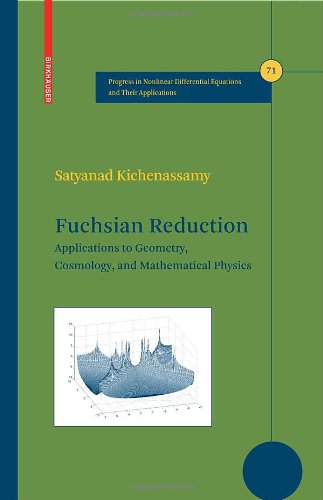 BIRKHAUSER
Progress in Nonlinear Differential Equations
and Their Applications
71
Satyanad Kichenassamy
Fuchsian Reduction
Applications to Geometry,
Cosmology, and Mathematical Physics